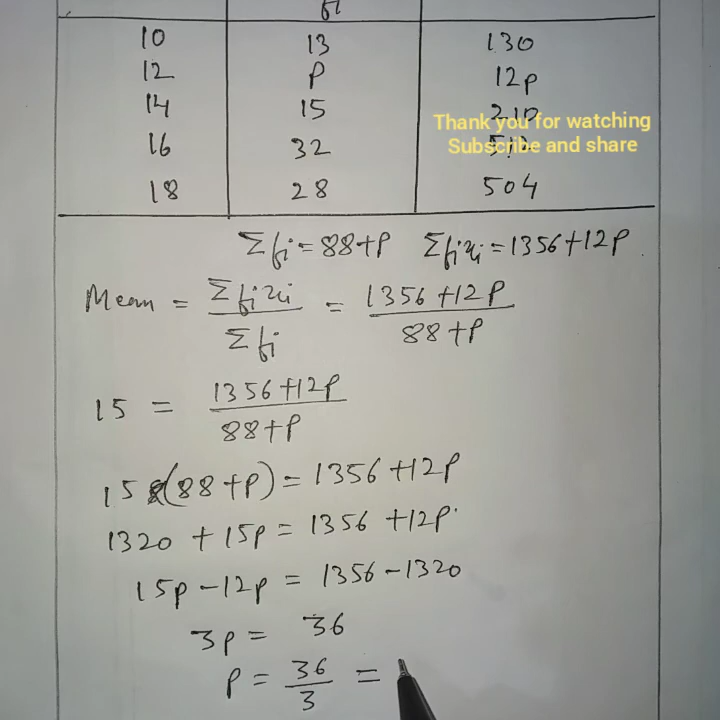 fi
10 13 130
12 p 12p
14 15 210
16 32 512
18 28 504
Thank you for watching
Subscribe and share
Σfi = 88+p Σfixi = 1356+12p.
Mean = Σfixi / Σfi = 1356+12p / 88+p
15 = 1356+12p / 88+p
15(88+p) = 1356+12p
1320 + 15p = 1356 + 12p.
15p - 12p = 1356 - 1320
3p = 36
p = 36 / 3 =